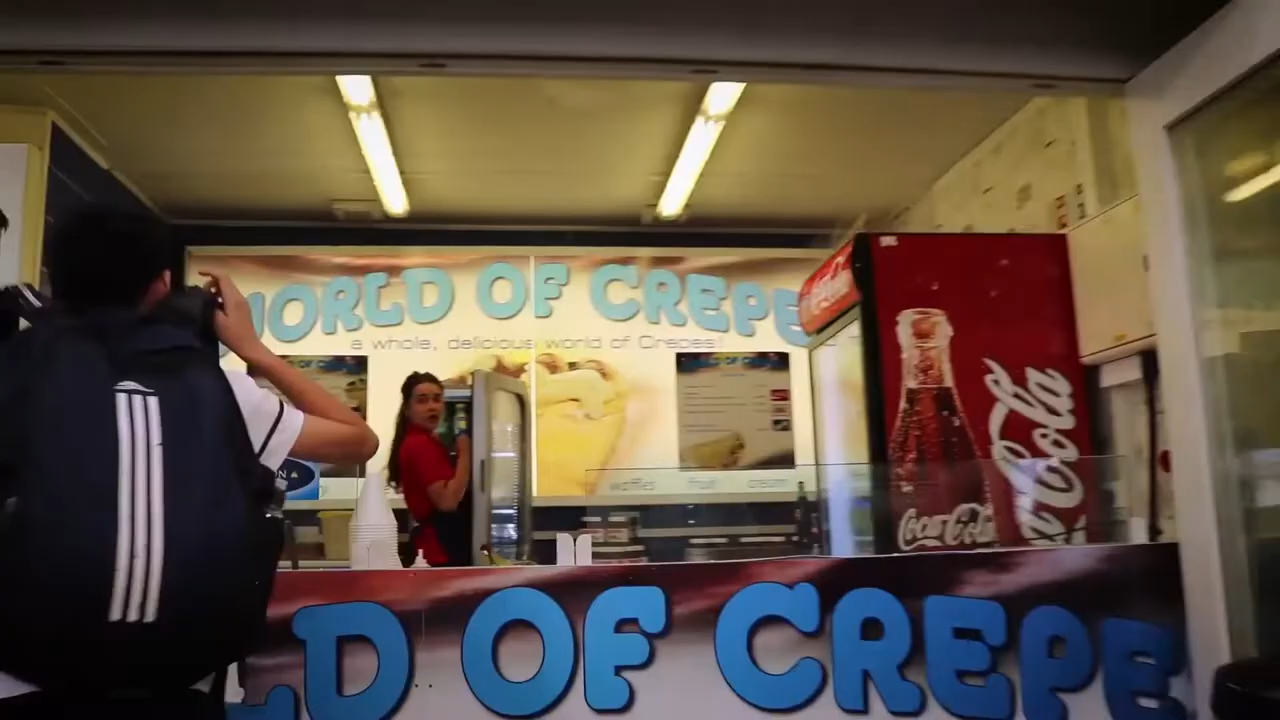 WORLD OF CREPE
a whole, delicious world of Crepes!
Coca-Cola
waffles fruit cream
Coca-Cola
Coca-Cola
LD OF CREPE